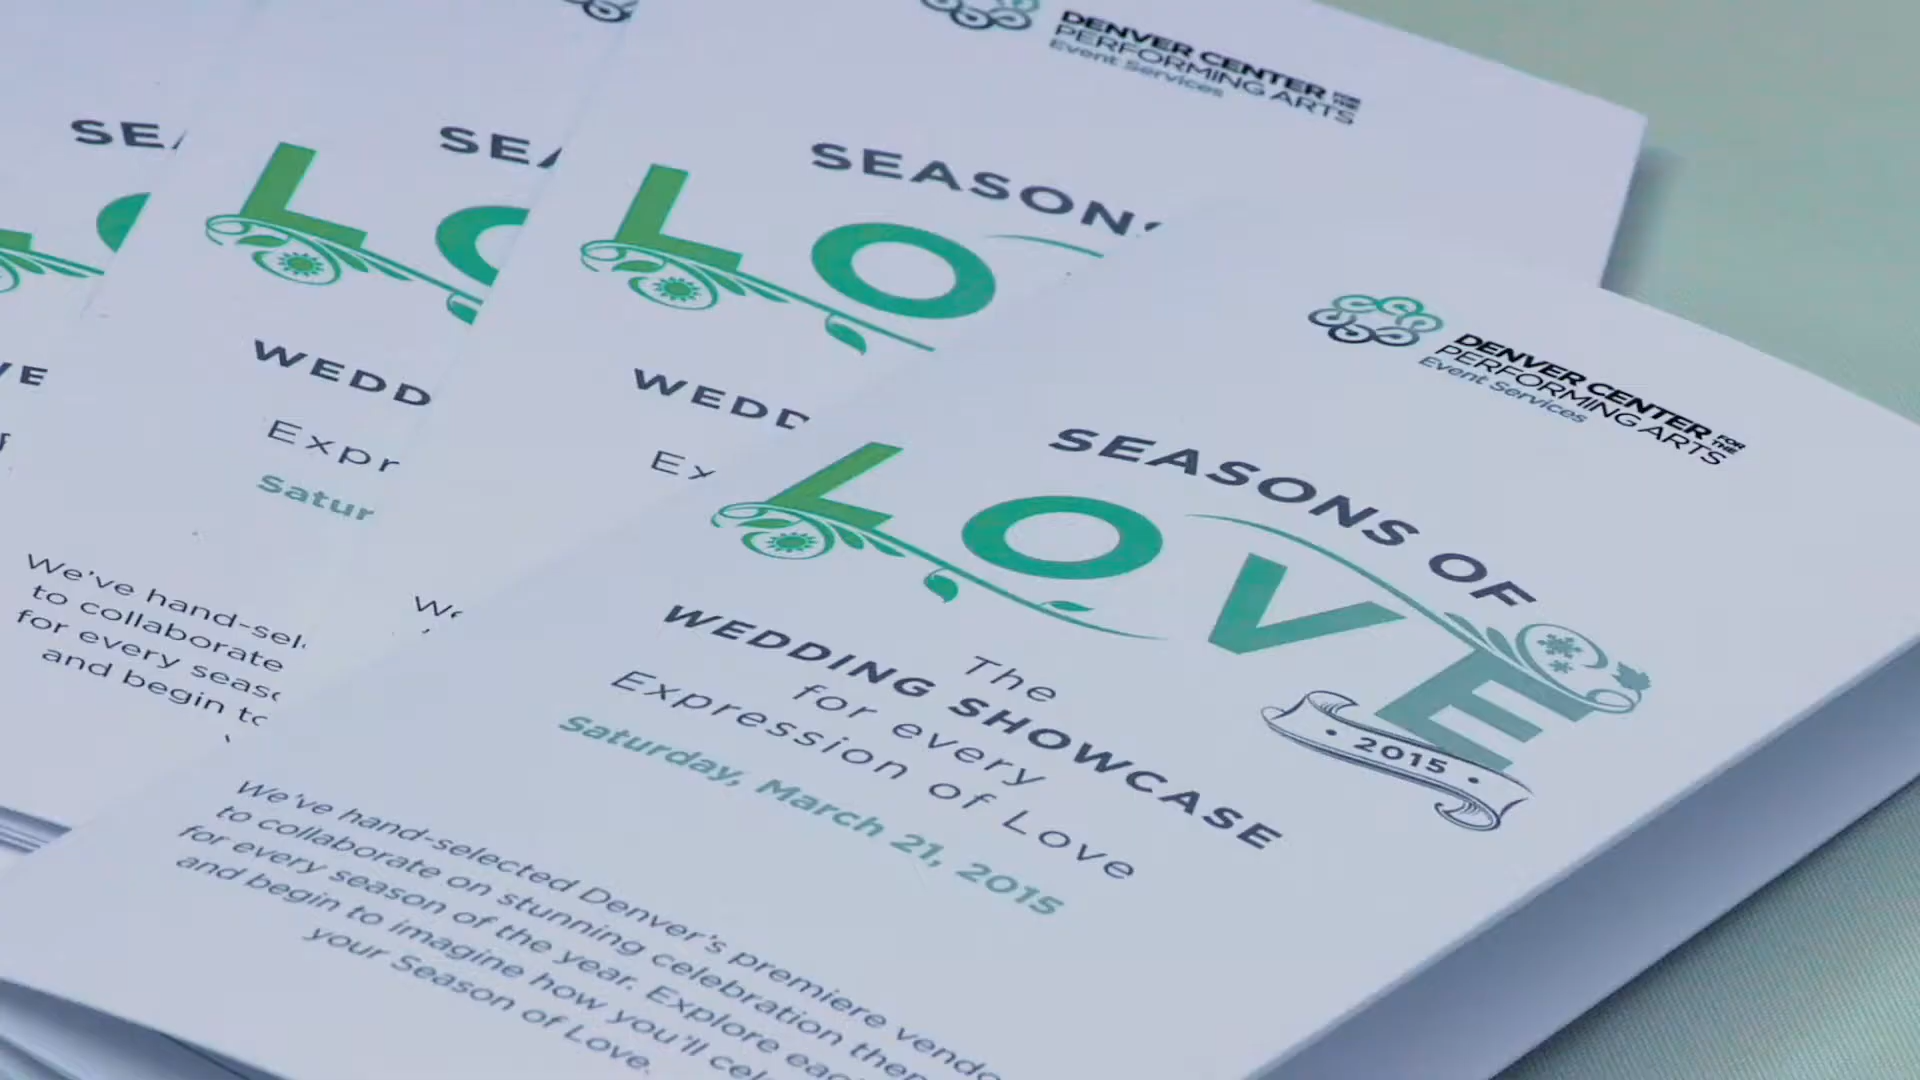 DENVER CENTER FOR THE
PERFORMING ARTS
Event Services
SEASONS
LO
WEDD
Ex
SEA
LO
WEDD
Expr
Satur
We
SEA
We've hand-sel
to collaborate
for every seas
and begin to
DENVER CENTER FOR THE
PERFORMING ARTS
Event Services
SEASONS OF
LOVE
• 2015 •
The
WEDDING SHOWCASE
for every
Expression of Love
Saturday, March 21, 2015
We've hand-selected Denver's premiere vendo
to collaborate on stunning celebration them
for every season of the year. Explore eac
and begin to imagine how you'll cel
your Season of Love.